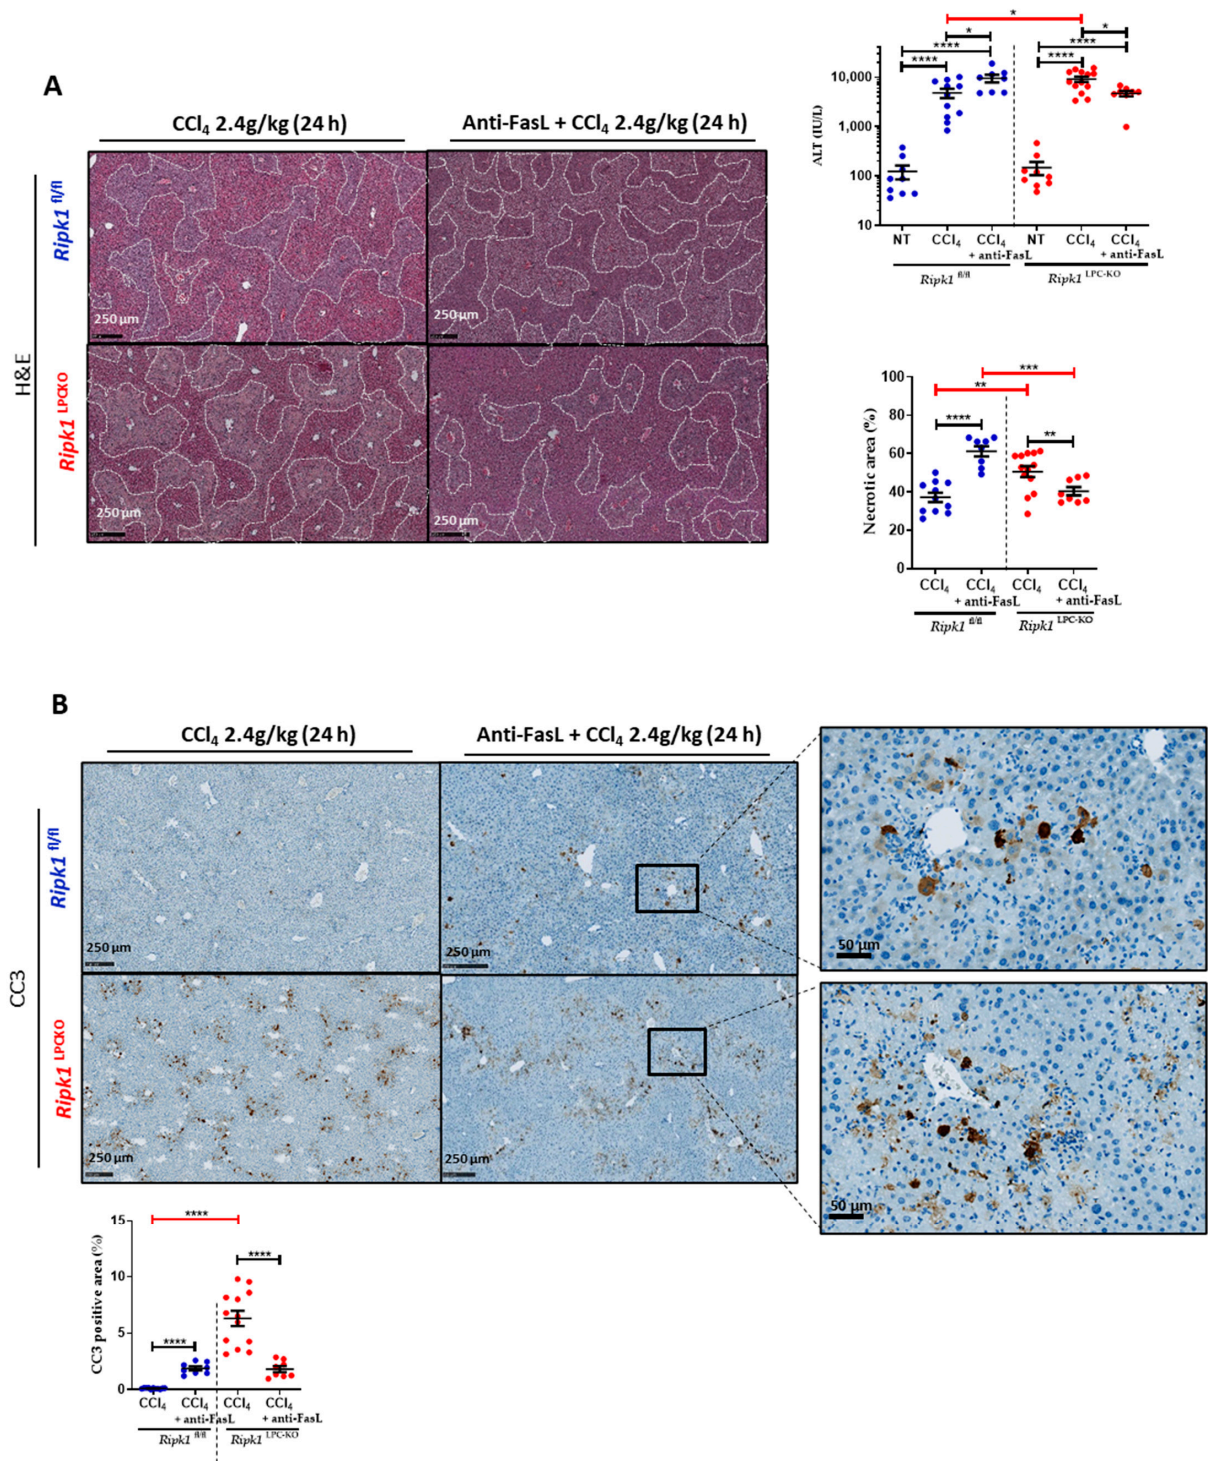 A
CCl₄ 2.4g/kg (24 h)
Anti-FasL + CCl₄ 2.4g/kg (24 h)
H&E
Ripk1 fl/fl
Ripk1 LPCKO
250 µm
250 µm
250 µm
250 µm
ALT (IU/L)
10,000
1,000
100
10
*
*
*
****
****
****
****
NT
CCl₄
CCl₄
+ anti-FasL
NT
CCl₄
CCl₄
+ anti-FasL
Ripk1 fl/fl
Ripk1 LPC-KO
Necrotic area (%)
100
80
60
40
20
0
***
**
****
**
CCl₄
CCl₄
+ anti-FasL
CCl₄
CCl₄
+ anti-FasL
Ripk1 fl/fl
Ripk1 LPC-KO
B
CCl₄ 2.4g/kg (24 h)
Anti-FasL + CCl₄ 2.4g/kg (24 h)
CC3
Ripk1 fl/fl
Ripk1 LPCKO
250 µm
250 µm
50 µm
250 µm
250 µm
50 µm
CC3 positive area (%)
15
10
5
0
****
****
****
CCl₄
CCl₄
+ anti-FasL
CCl₄
CCl₄
+ anti-FasL
Ripk1 fl/fl
Ripk1 LPC-KO